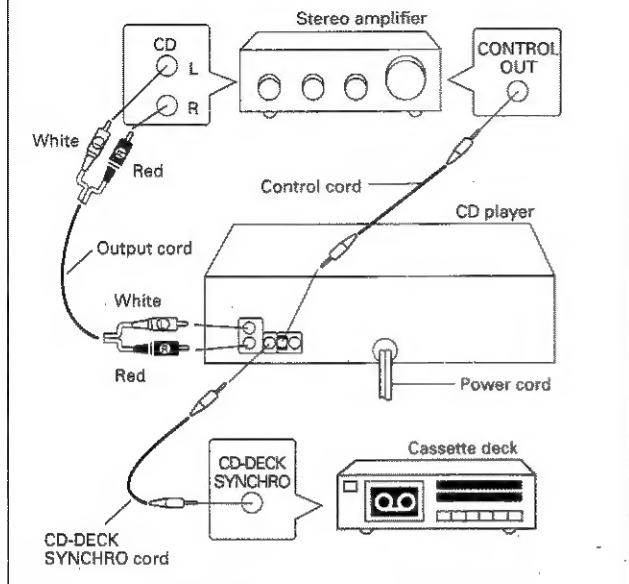 Stereo amplifier
CD
L
R
CONTROL
OUT
White
Red
Control cord
CD player
Output cord
White
L
R
Red
Power cord
Cassette deck
CD-DECK
SYNCHRO
CD-DECK
SYNCHRO cord